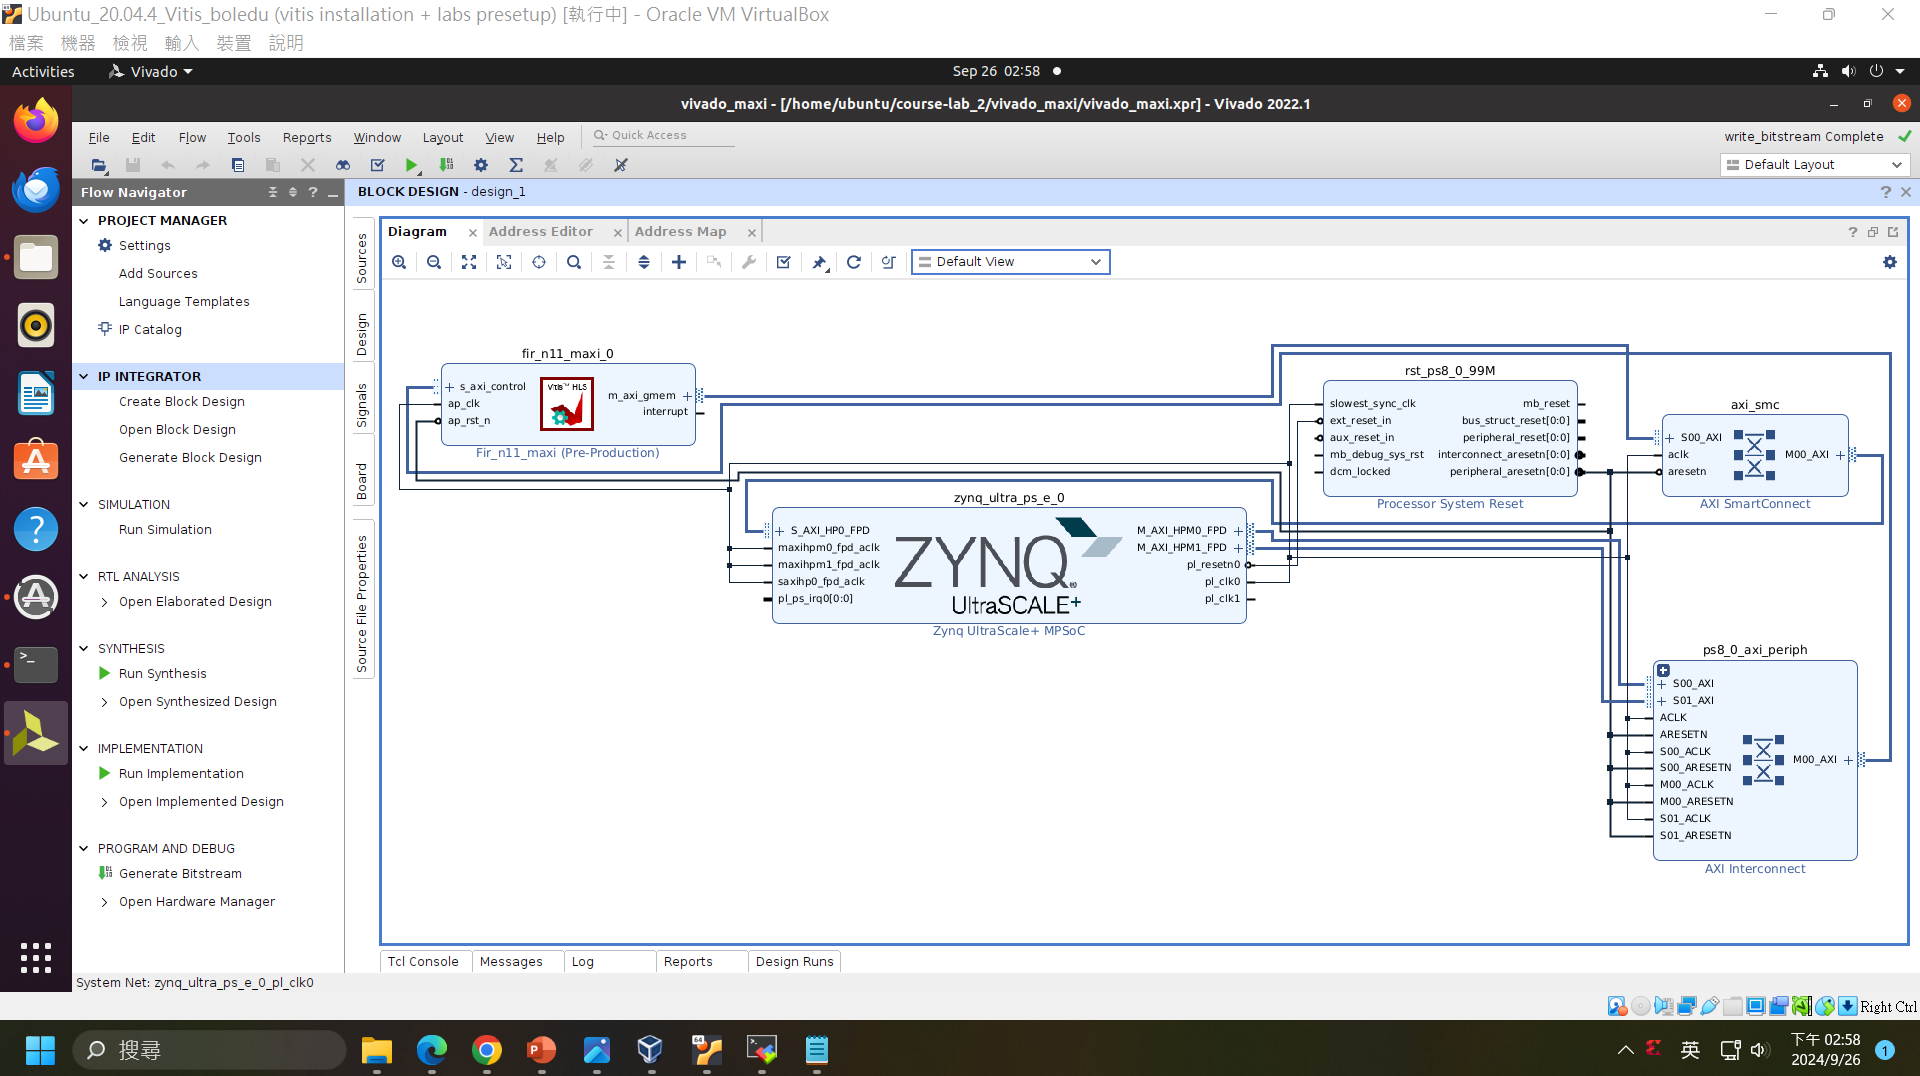 Ubuntu_20.04.4_Vitis_boledu (vitis installation + labs presetup) [執行中] - Oracle VM VirtualBox
檔案 機器 檢視 輸入 裝置 說明
Activities Vivado Sep 26 02:58
vivado_maxi - [/home/ubuntu/course-lab_2/vivado_maxi/vivado_maxi.xpr] - Vivado 2022.1
File Edit Flow Tools Reports Window Layout View Help Quick Access write_bitstream Complete
Default Layout
Flow Navigator
BLOCK DESIGN - design_1
PROJECT MANAGER
Settings
Add Sources
Language Templates
IP Catalog
IP INTEGRATOR
Create Block Design
Open Block Design
Generate Block Design
SIMULATION
Run Simulation
RTL ANALYSIS
Open Elaborated Design
SYNTHESIS
Run Synthesis
Open Synthesized Design
IMPLEMENTATION
Run Implementation
Open Implemented Design
PROGRAM AND DEBUG
Generate Bitstream
Open Hardware Manager
Sources
Design
Signals
Board
Source File Properties
Diagram Address Editor Address Map
Default View
fir_n11_maxi_0
s_axi_control
ap_clk
ap_rst_n
Vitis™ HLS
m_axi_gmem
interrupt
Fir_n11_maxi (Pre-Production)
zynq_ultra_ps_e_0
S_AXI_HP0_FPD
maxihpm0_fpd_aclk
maxihpm1_fpd_aclk
saxihp0_fpd_aclk
pl_ps_irq0[0:0]
ZYNQ®
UltraSCALE+
M_AXI_HPM0_FPD
M_AXI_HPM1_FPD
pl_resetn0
pl_clk0
pl_clk1
Zynq UltraScale+ MPSoC
rst_ps8_0_99M
slowest_sync_clk
ext_reset_in
aux_reset_in
mb_debug_sys_rst
dcm_locked
mb_reset
bus_struct_reset[0:0]
peripheral_reset[0:0]
interconnect_aresetn[0:0]
peripheral_aresetn[0:0]
Processor System Reset
axi_smc
S00_AXI
aclk
aresetn
M00_AXI
AXI SmartConnect
ps8_0_axi_periph
S00_AXI
S01_AXI
ACLK
ARESETN
S00_ACLK
S00_ARESETN
M00_ACLK
M00_ARESETN
S01_ACLK
S01_ARESETN
M00_AXI
AXI Interconnect
Tcl Console Messages Log Reports Design Runs
System Net: zynq_ultra_ps_e_0_pl_clk0
Right Ctrl
搜尋
64
英
下午 02:58
2024/9/26
1